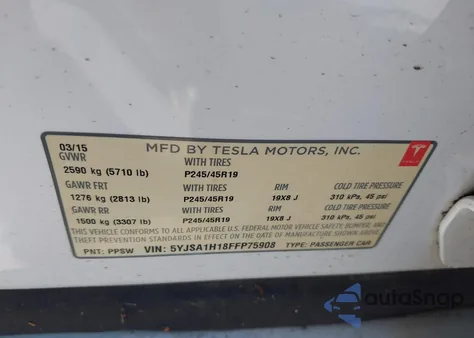 03/15 MFD BY TESLA MOTORS, INC. TESLA
GVWR WITH TIRES
2590 kg (5710 lb) P245/45R19
GAWR FRT WITH TIRES RIM COLD TIRE PRESSURE
1276 kg (2813 lb) P245/45R19 19X8 J 310 kPa, 45 psi
GAWR RR WITH TIRES RIM COLD TIRE PRESSURE
1500 kg (3307 lb) P245/45R19 19X8 J 310 kPa, 45 psi
THIS VEHICLE CONFORMS TO ALL APPLICABLE U.S. FEDERAL MOTOR VEHICLE SAFETY, BUMPER, AND
THEFT PREVENTION STANDARDS IN EFFECT ON THE DATE OF MANUFACTURE SHOWN ABOVE.
PNT: PPSW VIN: 5YJSA1H18FFP75908 TYPE: PASSENGER CAR
autoSnap